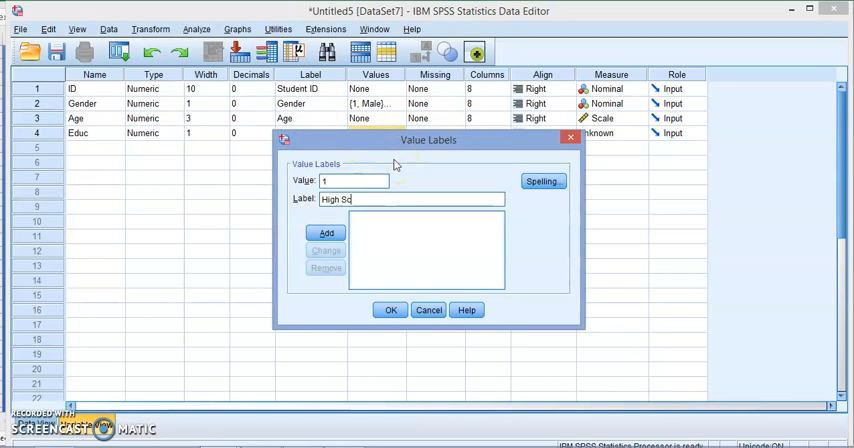 *Untitled5 [DataSet7] - IBM SPSS Statistics Data Editor
File Edit View Data Transform Analyze Graphs Utilities Extensions Window Help
Name Type Width Decimals Label Values Missing Columns Align Measure Role
1 ID Numeric 10 0 Student ID None None 8 Right Nominal Input
2 Gender Numeric 1 0 Gender {1, Male}... None 8 Right Nominal Input
3 Age Numeric 3 0 Age None None 8 Right Scale Input
4 Educ Numeric 1 0 nknown Input
Value Labels
5
Value Labels
6
Value: 1 Spelling...
7
Label: High Sc
8
9
10
Add
11
Change
12
Remove
13
14
15
OK Cancel Help
16
17
18
19
20
21
22
RECORDED WITH
SCREENCAST MATIC
Data View Variable View
IBM SPSS Statistics Processor is ready Unicode:ON